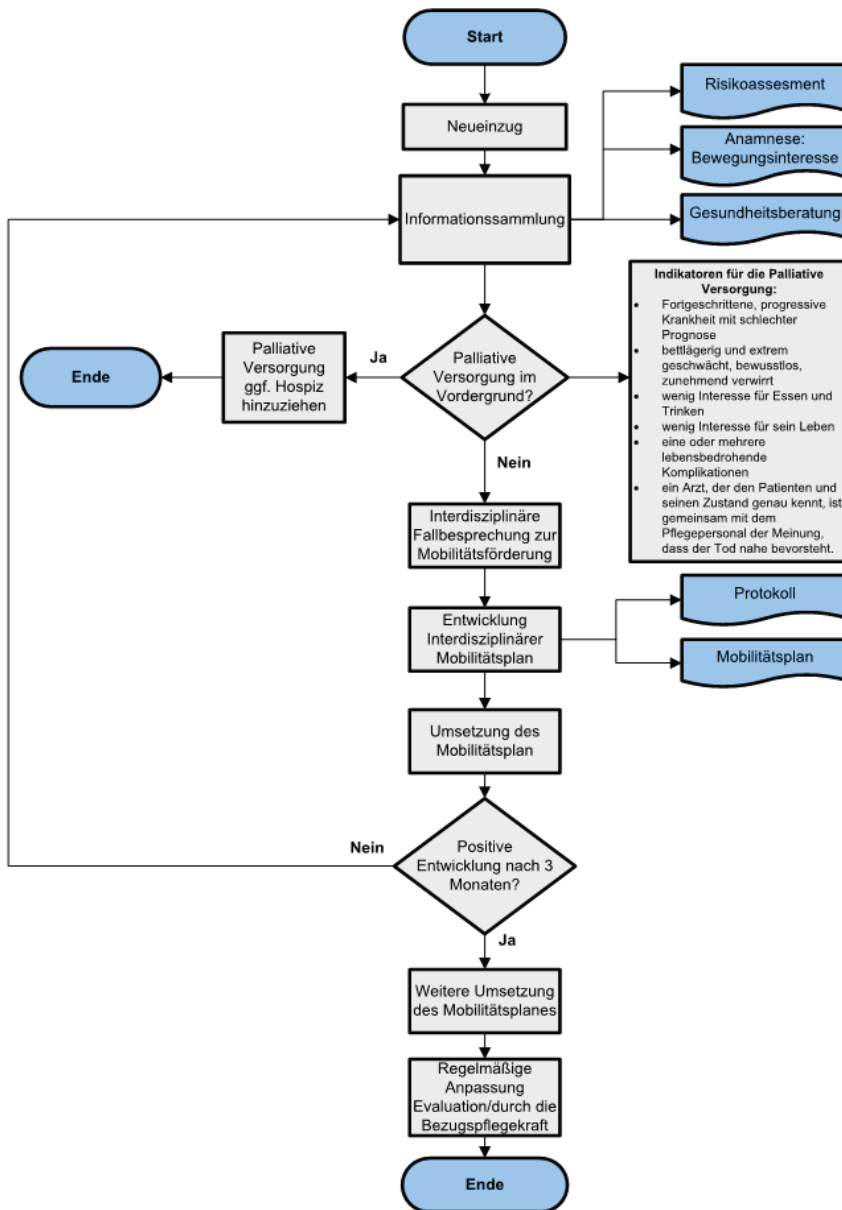 Start
Risikoassesment
Neueinzug
Anamnese:
Bewegungsinteresse
Informationssammlung
Gesundheitsberatung
Indikatoren für die Palliative
Versorgung:
• Fortgeschrittene, progressive
Krankheit mit schlechter
Prognose
• bettlägerig und extrem
geschwächt, bewusstlos,
zunehmend verwirrt
• wenig Interesse für Essen und
Trinken
• wenig Interesse für sein Leben
• eine oder mehrere
lebensbedrohende
Komplikationen
• ein Arzt, der den Patienten und
seinen Zustand genau kennt, ist
gemeinsam mit dem
Pflegepersonal der Meinung,
dass der Tod nahe bevorsteht.
Palliative
Versorgung im
Vordergrund?
Ja
Palliative
Versorgung
ggf. Hospiz
hinzuziehen
Ende
Nein
Interdisziplinäre
Fallbesprechung zur
Mobilitätsförderung
Entwicklung
Interdisziplinärer
Mobilitätsplan
Protokoll
Mobilitätsplan
Umsetzung des
Mobilitätsplan
Positive
Entwicklung nach 3
Monaten?
Nein
Ja
Weitere Umsetzung
des Mobilitätsplanes
Regelmäßige
Anpassung
Evaluation/durch die
Bezugspflegekraft
Ende